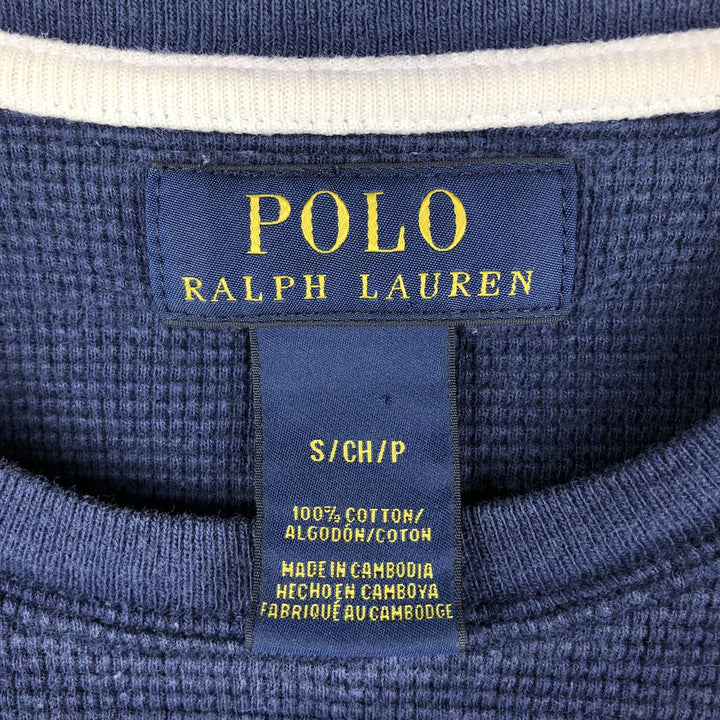 POLO
RALPH LAUREN
S/CH/P
100% COTTON/
ALGODÓN/COTON
MADE IN CAMBODIA
HECHO EN CAMBOYA
FABRIQUÉ AU CAMBODGE